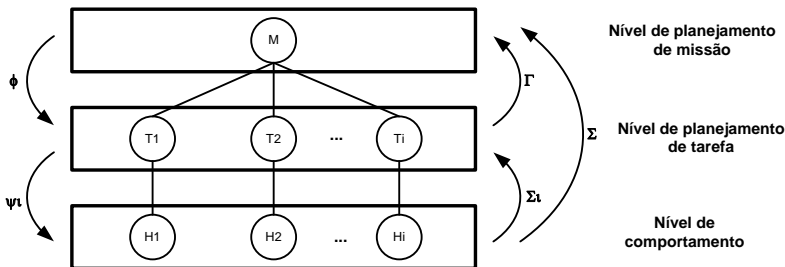 M
Nível de planejamento
de missão
ϕ
Γ
T1
T2
...
Ti
Σ
Nível de planejamento
de tarefa
ψι
Σι
H1
H2
...
Hi
Nível de
comportamento